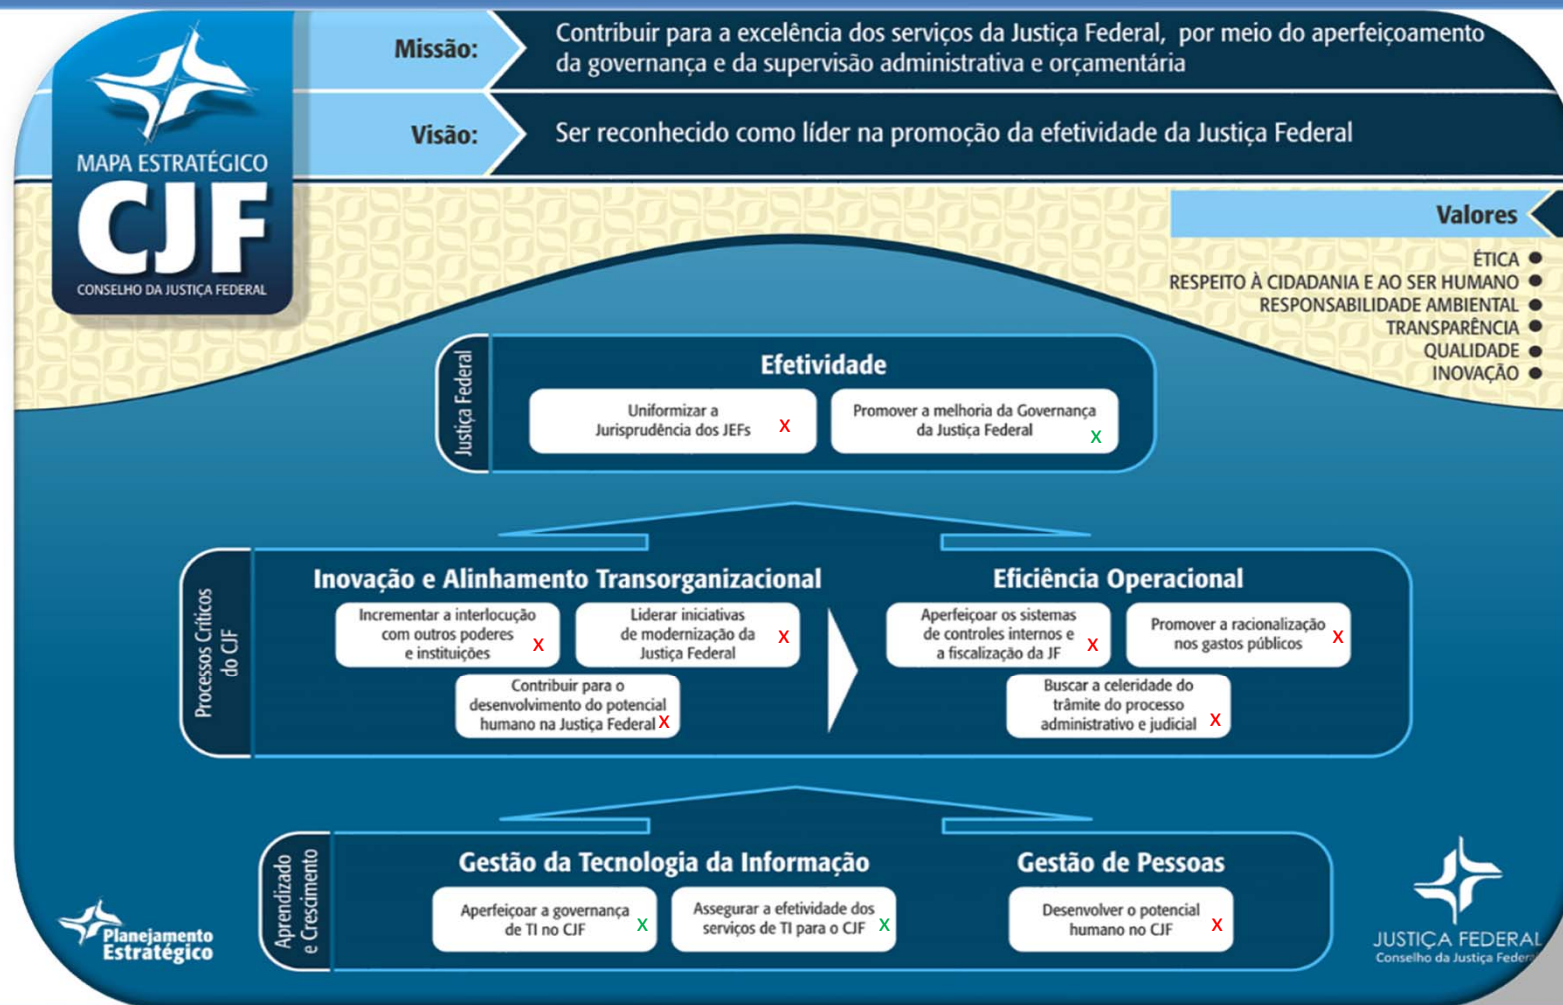 MAPA ESTRATÉGICO
CJF
CONSELHO DA JUSTIÇA FEDERAL
Missão:
Contribuir para a excelência dos serviços da Justiça Federal, por meio do aperfeiçoamento
da governança e da supervisão administrativa e orçamentária
Visão:
Ser reconhecido como líder na promoção da efetividade da Justiça Federal
Valores
ÉTICA
RESPEITO À CIDADANIA E AO SER HUMANO
RESPONSABILIDADE AMBIENTAL
TRANSPARÊNCIA
QUALIDADE
INOVAÇÃO
Justiça Federal
Efetividade
Uniformizar a
Jurisprudência dos JEFs X
Promover a melhoria da Governança
da Justiça Federal
X
Processos Críticos
do CJF
Inovação e Alinhamento Transorganizacional
Incrementar a interlocução
com outros poderes
e instituições X
Liderar iniciativas
de modernização da X
Justiça Federal
Contribuir para o
desenvolvimento do potencial
humano na Justiça Federal X
Eficiência Operacional
Aperfeiçoar os sistemas
de controles internos e
a fiscalização da JF X
Promover a racionalização
nos gastos públicos X
Buscar a celeridade do
trâmite do processo
administrativo e judicial X
Aprendizado
e Crescimento
Gestão da Tecnologia da Informação
Aperfeiçoar a governança
de TI no CJF X
Assegurar a efetividade dos
serviços de TI para o CJF X
Gestão de Pessoas
Desenvolver o potencial
humano no CJF X
Planejamento
Estratégico
JUSTIÇA FEDERAL
Conselho da Justiça Federal